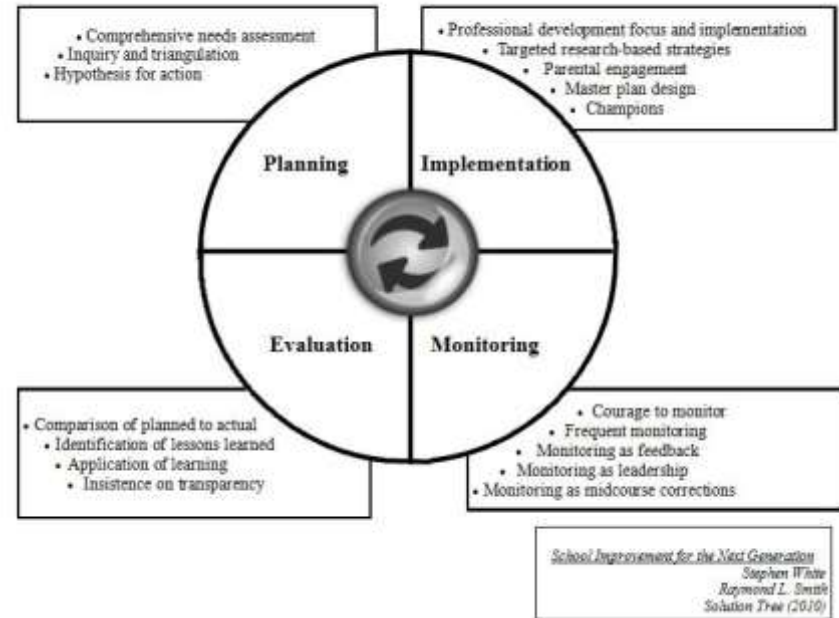 • Comprehensive needs assessment
• Inquiry and triangulation
• Hypothesis for action
• Professional development focus and implementation
• Targeted research-based strategies
• Parental engagement
• Master plan design
• Champions
Planning
Implementation
Evaluation
Monitoring
• Comparison of planned to actual
• Identification of lessons learned
• Application of learning
• Insistence on transparency
• Courage to monitor
• Frequent monitoring
• Monitoring as feedback
• Monitoring as leadership
• Monitoring as midcourse corrections
School Improvement for the Next Generation
Stephen White
Raymond L. Smith
Solution Tree (2010)